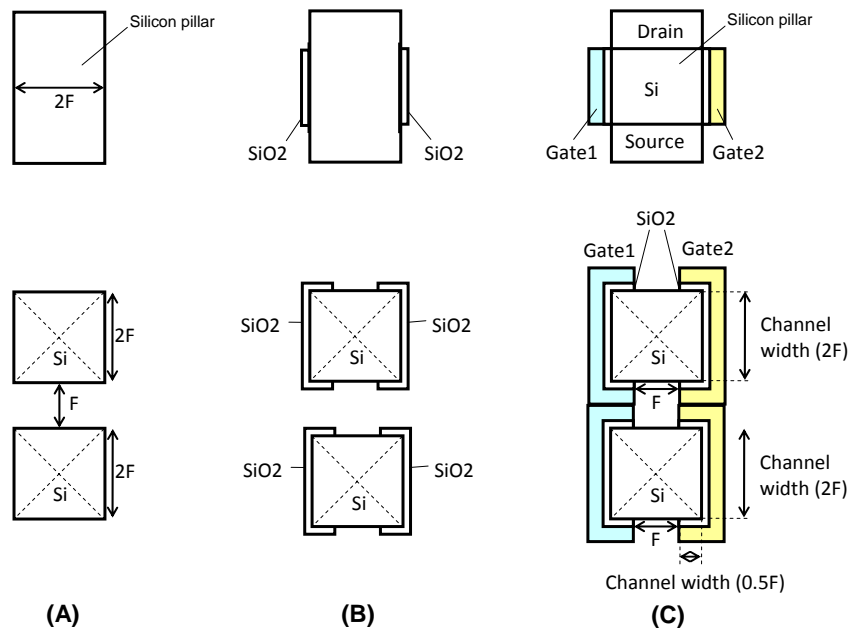 Silicon pillar
2F
2F
Si
F
2F
Si
(A)
SiO2
SiO2
SiO2
Si
SiO2
SiO2
Si
SiO2
(B)
Drain
Silicon pillar
Si
Gate1
Source
Gate2
SiO2
Gate1
Gate2
Si
Channel
width (2F)
F
Si
Channel
width (2F)
F
Channel width (0.5F)
(C)